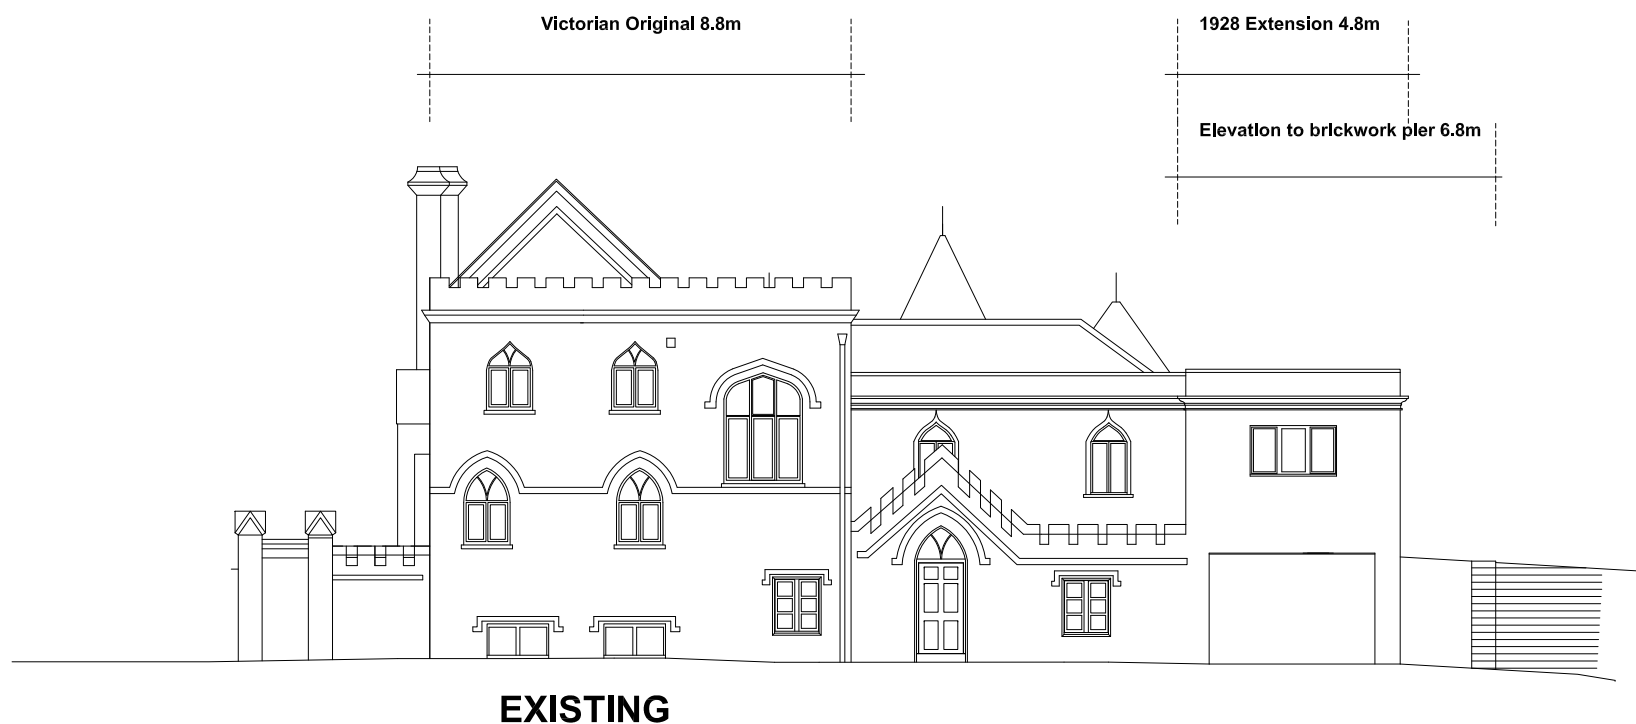 Victorian Original 8.8m
1928 Extension 4.8m
Elevation to brickwork pier 6.8m
EXISTING